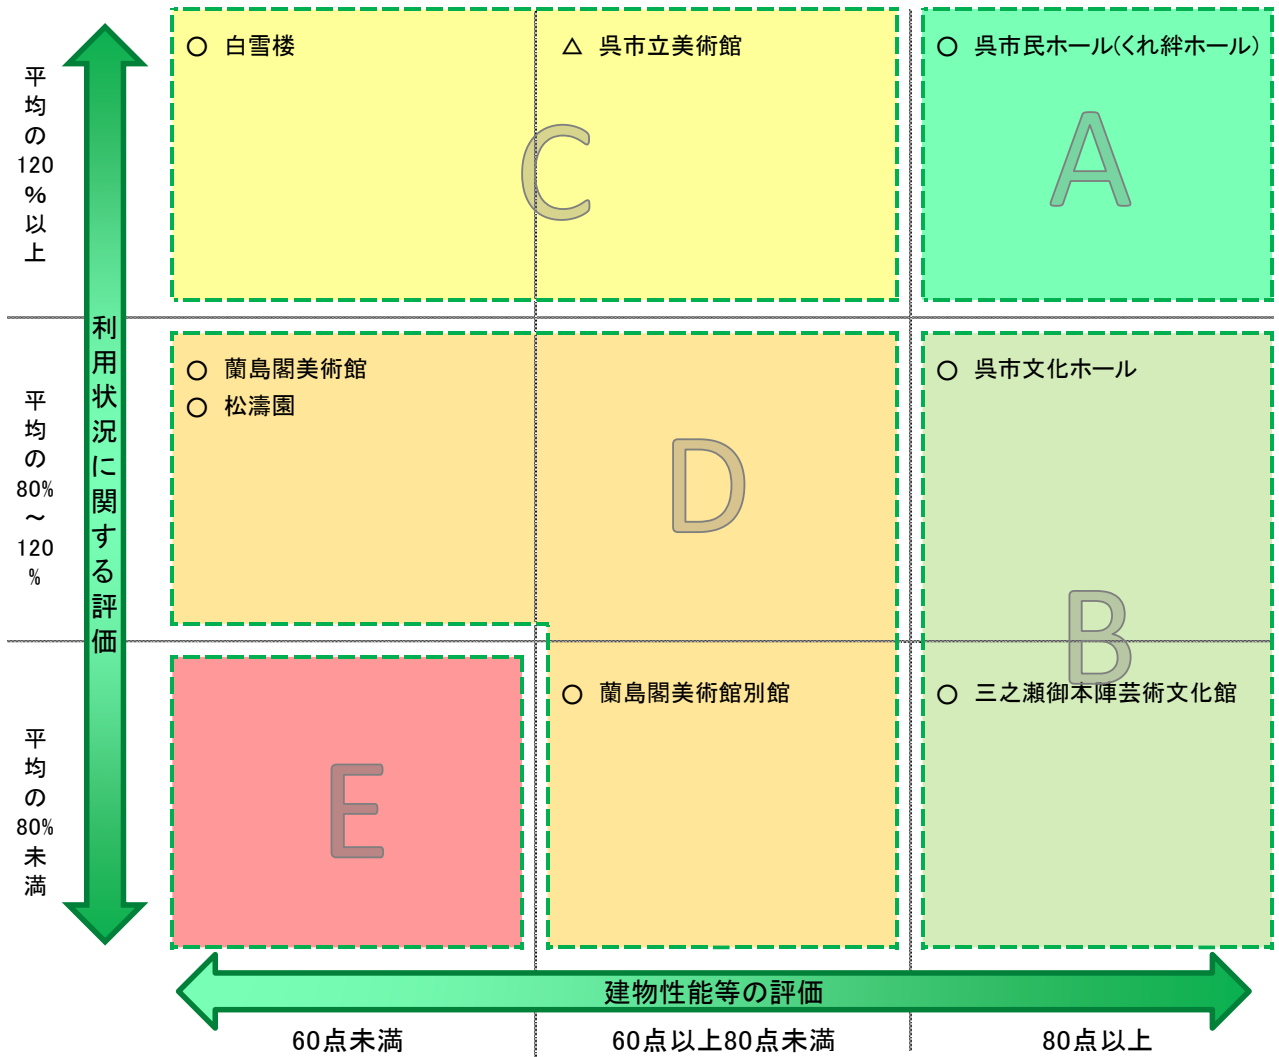 平均の120%以上
○ 白雪楼
△ 呉市立美術館
○ 呉市民ホール(くれ絆ホール)
C
A
利用状況に関する評価
平均の80%～120%
○ 蘭島閣美術館
○ 松濤園
○ 呉市文化ホール
D
B
平均の80%未満
○ 蘭島閣美術館別館
○ 三之瀬御本陣芸術文化館
E
建物性能等の評価
60点未満
60点以上80点未満
80点以上